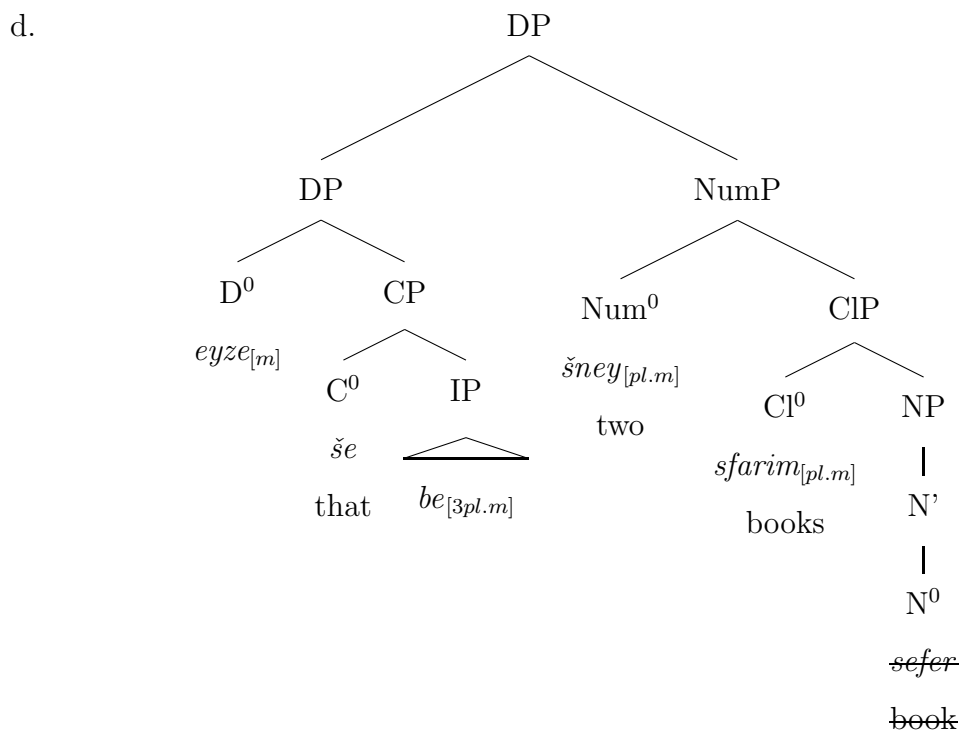 d.
DP
DP NumP
D⁰ CP Num⁰ ClP
eyze[m] šney[pl.m]
C⁰ IP two Cl⁰ NP
še sfarim[pl.m]
that be[3pl.m] books N’
N⁰
sefer
book